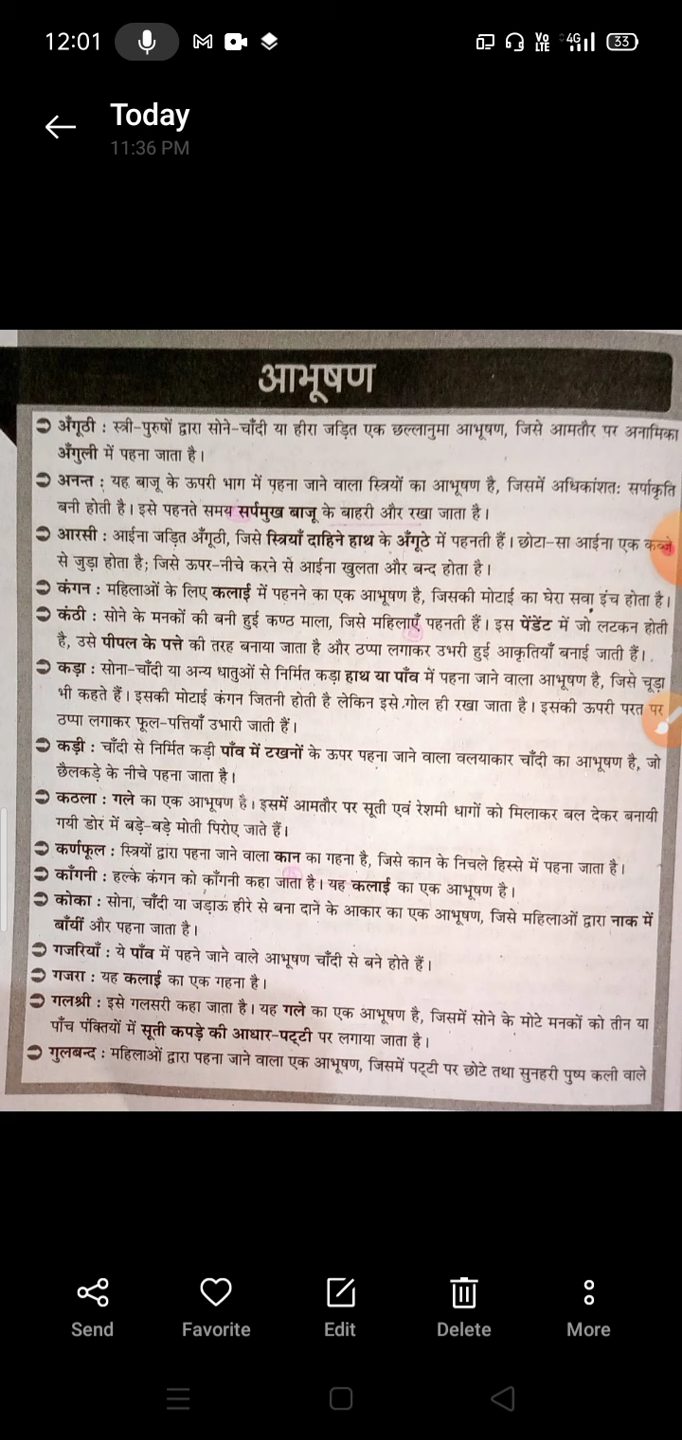 12:01
Vo LTE 4G 33
Today
11:36 PM
आभूषण
अँगूठी : स्त्री-पुरुषों द्वारा सोने-चाँदी या हीरा जड़ित एक छल्लानुमा आभूषण, जिसे आमतौर पर अनामिका
अँगुली में पहना जाता है।
अनन्त : यह बाजू के ऊपरी भाग में पहना जाने वाला स्त्रियों का आभूषण है, जिसमें अधिकांशतः सर्पाकृति
बनी होती है। इसे पहनते समय सर्पमुख बाजू के बाहरी और रखा जाता है।
आरसी : आईना जड़ित अँगूठी, जिसे स्त्रियाँ दाहिने हाथ के अँगूठे में पहनती हैं। छोटा-सा आईना एक कब्जे
से जुड़ा होता है; जिसे ऊपर-नीचे करने से आईना खुलता और बन्द होता है।
कंगन : महिलाओं के लिए कलाई में पहनने का एक आभूषण है, जिसकी मोटाई का घेरा सवा इंच होता है।
कंठी : सोने के मनकों की बनी हुई कण्ठ माला, जिसे महिलाएँ पहनती हैं। इस पेंडेंट में जो लटकन होती
है, उसे पीपल के पत्ते की तरह बनाया जाता है और ठप्पा लगाकर उभरी हुई आकृतियाँ बनाई जाती हैं।
कड़ा : सोना-चाँदी या अन्य धातुओं से निर्मित कड़ा हाथ या पाँव में पहना जाने वाला आभूषण है, जिसे चूड़ा
भी कहते हैं। इसकी मोटाई कंगन जितनी होती है लेकिन इसे गोल ही रखा जाता है। इसकी ऊपरी परत पर
ठप्पा लगाकर फूल-पत्तियाँ उभारी जाती हैं।
कड़ी : चाँदी से निर्मित कड़ी पाँव में टखनों के ऊपर पहना जाने वाला वलयाकार चाँदी का आभूषण है, जो
छैलकड़े के नीचे पहना जाता है।
कठला : गले का एक आभूषण है। इसमें आमतौर पर सूती एवं रेशमी धागों को मिलाकर बल देकर बनायी
गयी डोर में बड़े-बड़े मोती पिरोए जाते हैं।
कर्णफूल : स्त्रियों द्वारा पहना जाने वाला कान का गहना है, जिसे कान के निचले हिस्से में पहना जाता है।
काँगनी : हल्के कंगन को काँगनी कहा जाता है। यह कलाई का एक आभूषण है।
कोका : सोना, चाँदी या जड़ाऊ हीरे से बना दाने के आकार का एक आभूषण, जिसे महिलाओं द्वारा नाक में
बाँयीं और पहना जाता है।
गजरियाँ : ये पाँव में पहने जाने वाले आभूषण चाँदी से बने होते हैं।
गजरा : यह कलाई का एक गहना है।
गलश्री : इसे गलसरी कहा जाता है। यह गले का एक आभूषण है, जिसमें सोने के मोटे मनकों को तीन या
पाँच पंक्तियों में सूती कपड़े की आधार-पट्टी पर लगाया जाता है।
गुलबन्द : महिलाओं द्वारा पहना जाने वाला एक आभूषण, जिसमें पट्टी पर छोटे तथा सुनहरी पुष्प कली वाले
Send Favorite Edit Delete More